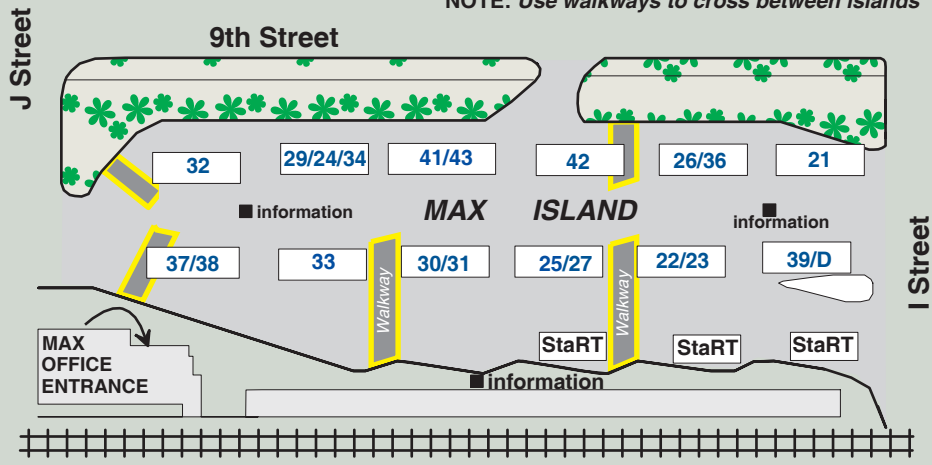 NOTE: Use walkways to cross between islands
J Street
9th Street
32
29/24/34
41/43
42
26/36
21
information
MAX ISLAND
information
37/38
33
Walkway
30/31
25/27
Walkway
22/23
39/D
I Street
StaRT
StaRT
StaRT
MAX
OFFICE
ENTRANCE
information